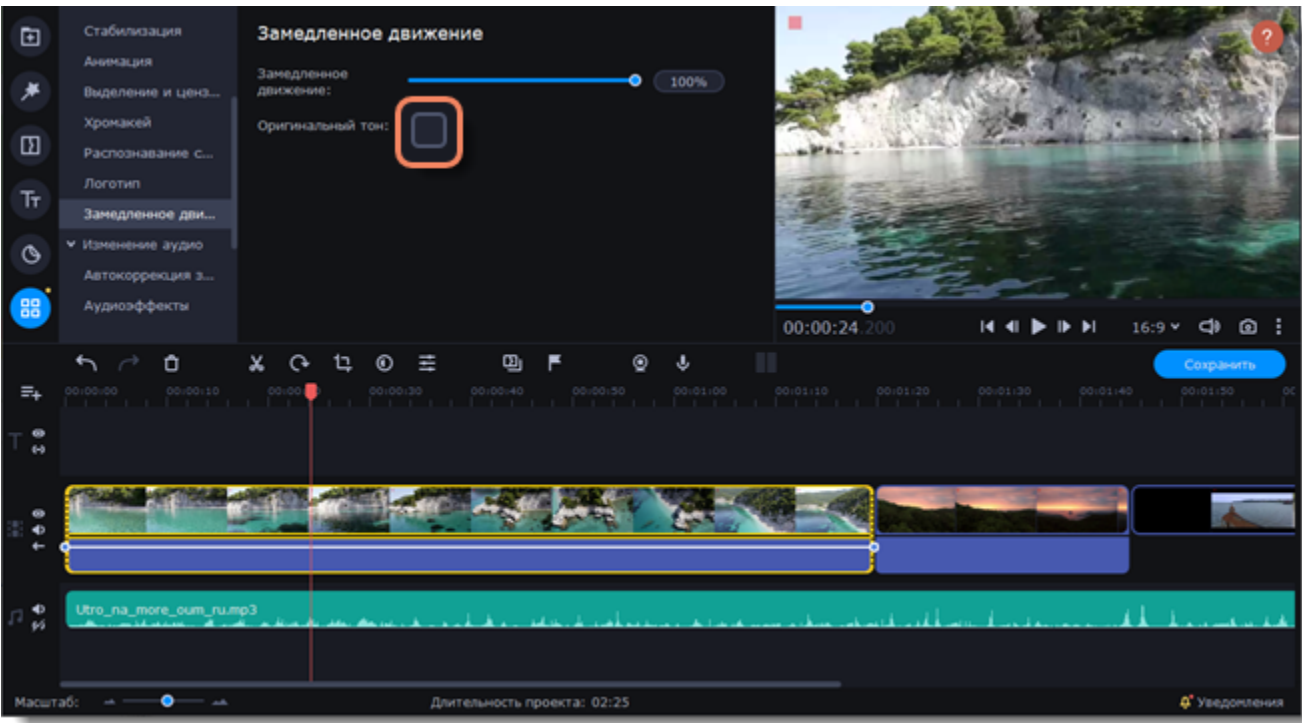 Стабилизация
Анимация
Выделение и ценз...
Хромакей
Распознавание с...
Логотип
Замедленное дви...
Изменение аудио
Автокоррекция з...
Аудиоэффекты
Замедленное движение
Замедленное
движение:
100%
Оригинальный тон:
?
00:00:24.200
16:9
Tт
Сохранить
00:00:00 00:00:10 00:00:30 00:00:40 00:00:50 00:01:00 00:01:10 00:01:20 00:01:30 00:01:40 00:01:50
T
Utro_na_more_oum_ru.mp3
Масштаб:
Длительность проекта: 02:25
Уведомления